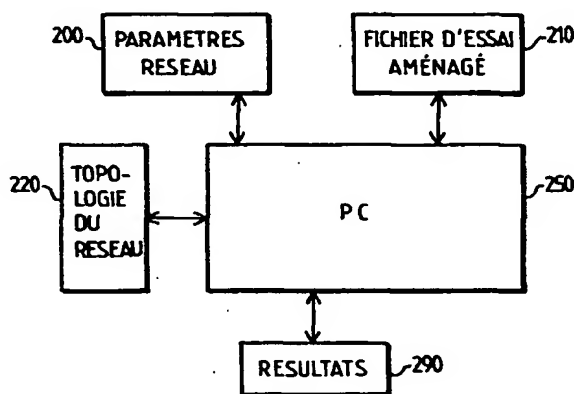 200
PARAMETRES
RESEAU
FICHIER D'ESSAI
AMÉNAGÉ
210
220
TOPO-
LOGIE
DU
RESEAU
PC
250
RESULTATS
290